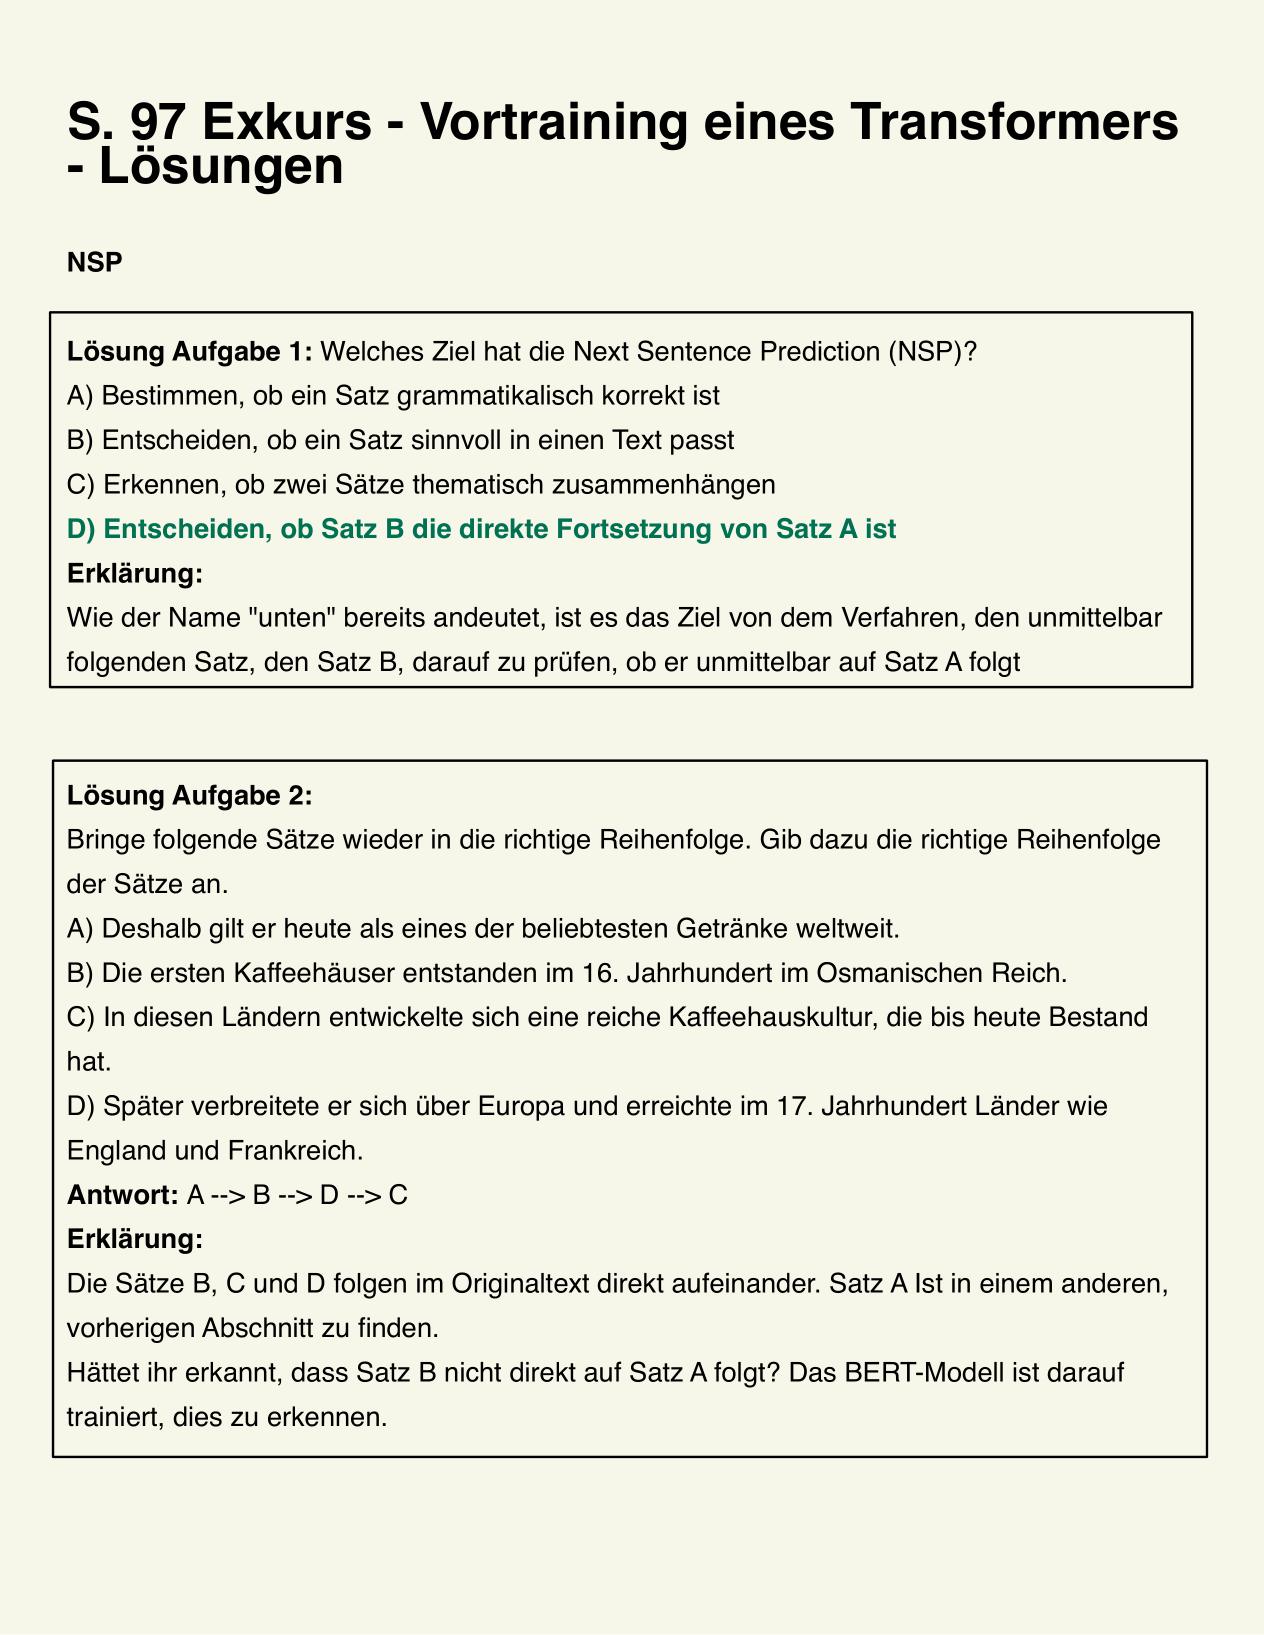 S. 97 Exkurs - Vortraining eines Transformers
- Lösungen
NSP
Lösung Aufgabe 1: Welches Ziel hat die Next Sentence Prediction (NSP)?
A) Bestimmen, ob ein Satz grammatikalisch korrekt ist
B) Entscheiden, ob ein Satz sinnvoll in einen Text passt
C) Erkennen, ob zwei Sätze thematisch zusammenhängen
D) Entscheiden, ob Satz B die direkte Fortsetzung von Satz A ist
Erklärung:
Wie der Name "unten" bereits andeutet, ist es das Ziel von dem Verfahren, den unmittelbar
folgenden Satz, den Satz B, darauf zu prüfen, ob er unmittelbar auf Satz A folgt
Lösung Aufgabe 2:
Bringe folgende Sätze wieder in die richtige Reihenfolge. Gib dazu die richtige Reihenfolge
der Sätze an.
A) Deshalb gilt er heute als eines der beliebtesten Getränke weltweit.
B) Die ersten Kaffeehäuser entstanden im 16. Jahrhundert im Osmanischen Reich.
C) In diesen Ländern entwickelte sich eine reiche Kaffeehauskultur, die bis heute Bestand
hat.
D) Später verbreitete er sich über Europa und erreichte im 17. Jahrhundert Länder wie
England und Frankreich.
Antwort: A --> B --> D --> C
Erklärung:
Die Sätze B, C und D folgen im Originaltext direkt aufeinander. Satz A Ist in einem anderen,
vorherigen Abschnitt zu finden.
Hättet ihr erkannt, dass Satz B nicht direkt auf Satz A folgt? Das BERT-Modell ist darauf
trainiert, dies zu erkennen.